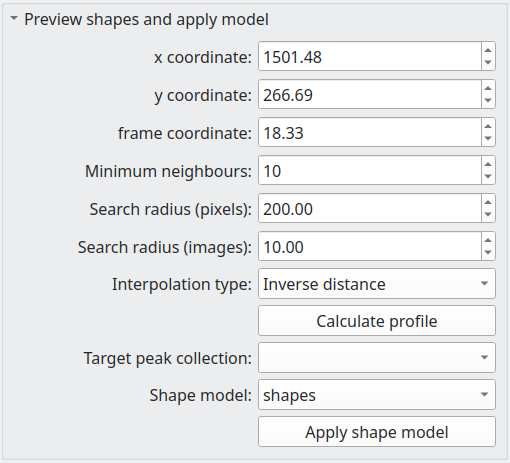 Preview shapes and apply model
x coordinate: 1501.48
y coordinate: 266.69
frame coordinate: 18.33
Minimum neighbours: 10
Search radius (pixels): 200.00
Search radius (images): 10.00
Interpolation type: Inverse distance
Calculate profile
Target peak collection:
Shape model: shapes
Apply shape model